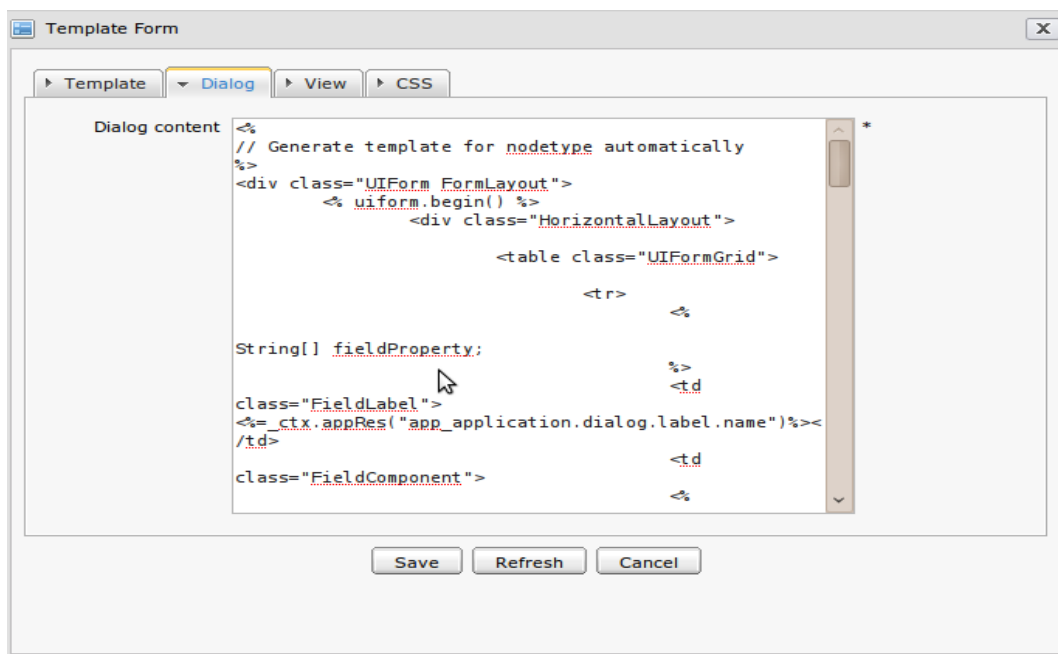 Template Form
Template Dialog View CSS
Dialog content
*
<%
// Generate template for nodetype automatically
%>
<div class="UIForm FormLayout">
<% uiform.begin() %>
<div class="HorizontalLayout">
<table class="UIFormGrid">
<tr>
<%
String[] fieldProperty;
%>
<td
class="FieldLabel">
<%=_ctx.appRes("app_application.dialog.label.name")%><
/td>
<td
class="FieldComponent">
<%
Save Refresh Cancel